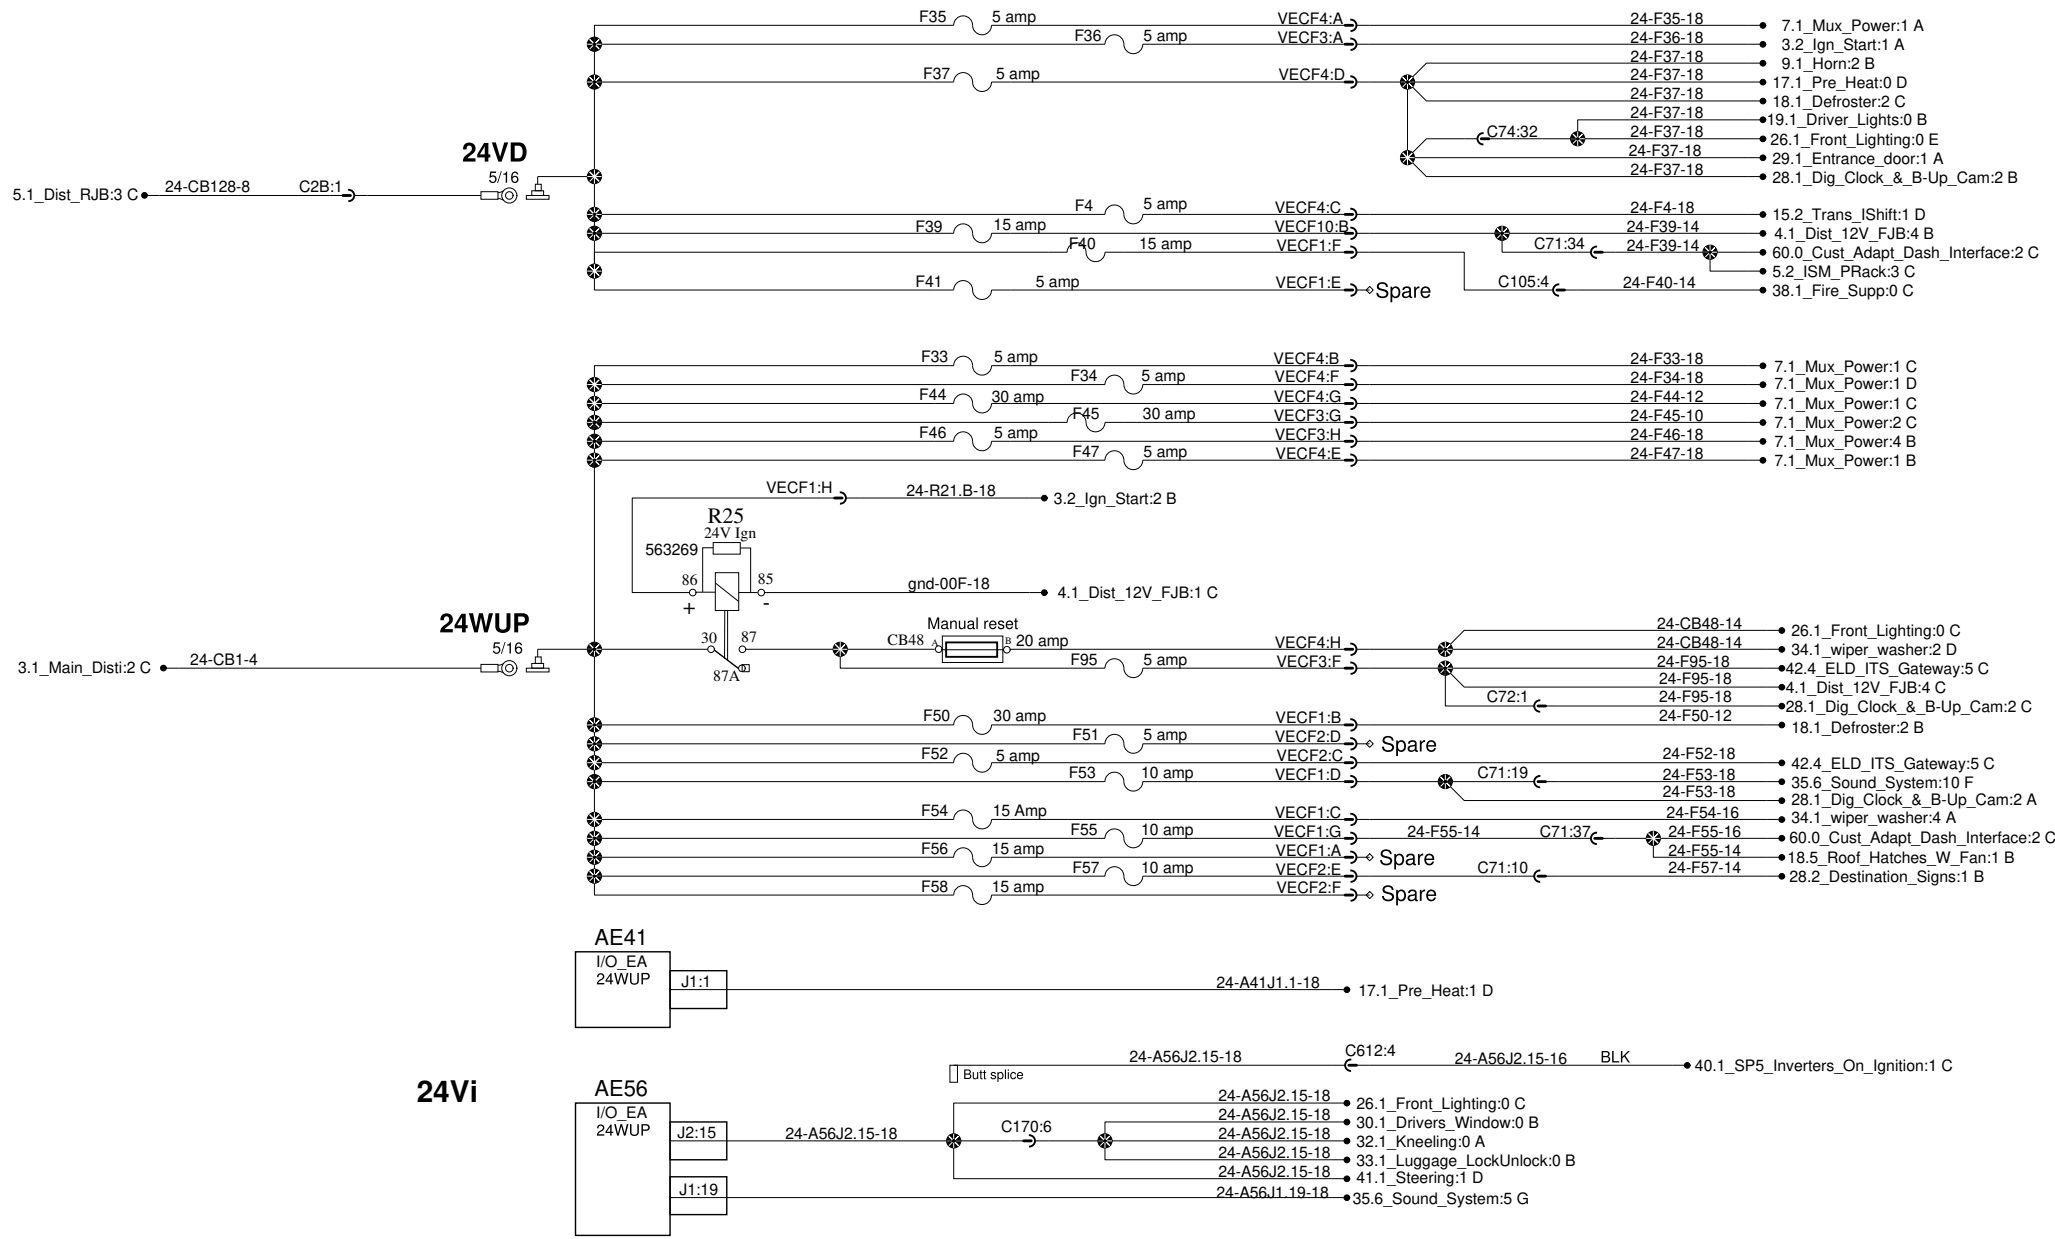 F35 5 amp VECF4:A 24-F35-18 7.1_Mux_Power:1 A
F36 5 amp VECF3:A 24-F36-18 3.2_Ign_Start:1 A
24-F37-18 9.1_Horn:2 B
F37 5 amp VECF4:D 24-F37-18 17.1_Pre_Heat:0 D
24-F37-18 18.1_Defroster:2 C
24-F37-18 19.1_Driver_Lights:0 B
C74:32 24-F37-18 26.1_Front_Lighting:0 E
24VD 24-F37-18 29.1_Entrance_door:1 A
5/16 24-F37-18 28.1_Dig_Clock_&_B-Up_Cam:2 B
5.1_Dist_RJB:3 C 24-CB128-8 C2B:1
F4 5 amp VECF4:C 24-F4-18 15.2_Trans_IShift:1 D
F39 15 amp VECF10:B 24-F39-14 4.1_Dist_12V_FJB:4 B
F40 15 amp VECF1:F C71:34 24-F39-14 60.0_Cust_Adapt_Dash_Interface:2 C
5.2_ISM_PRack:3 C
F41 5 amp VECF1:E Spare C105:4 24-F40-14 38.1_Fire_Supp:0 C
F33 5 amp VECF4:B 24-F33-18 7.1_Mux_Power:1 C
F34 5 amp VECF4:F 24-F34-18 7.1_Mux_Power:1 D
F44 30 amp VECF4:G 24-F44-12 7.1_Mux_Power:1 C
F45 30 amp VECF3:G 24-F45-10 7.1_Mux_Power:2 C
F46 5 amp VECF3:H 24-F46-18 7.1_Mux_Power:4 B
F47 5 amp VECF4:E 24-F47-18 7.1_Mux_Power:1 B
VECF1:H 24-R21.B-18 3.2_Ign_Start:2 B
R25
24V Ign
563269
86 85 gnd-00F-18 4.1_Dist_12V_FJB:1 C
+ -
24WUP Manual reset 24-CB48-14 26.1_Front_Lighting:0 C
5/16 30 87 CB48 A B 20 amp VECF4:H 24-CB48-14 34.1_wiper_washer:2 D
3.1_Main_Disti:2 C 24-CB1-4 87A F95 5 amp VECF3:F 24-F95-18 42.4_ELD_ITS_Gateway:5 C
24-F95-18 4.1_Dist_12V_FJB:4 C
C72:1 24-F95-18 28.1_Dig_Clock_&_B-Up_Cam:2 C
F50 30 amp VECF1:B 24-F50-12 18.1_Defroster:2 B
F51 5 amp VECF2:D Spare
F52 5 amp VECF2:C 24-F52-18 42.4_ELD_ITS_Gateway:5 C
F53 10 amp VECF1:D C71:19 24-F53-18 35.6_Sound_System:10 F
24-F53-18 28.1_Dig_Clock_&_B-Up_Cam:2 A
F54 15 Amp VECF1:C 24-F54-16 34.1_wiper_washer:4 A
F55 10 amp VECF1:G 24-F55-14 C71:37 24-F55-16 60.0_Cust_Adapt_Dash_Interface:2 C
F56 15 amp VECF1:A Spare 24-F55-14 18.5_Roof_Hatches_W_Fan:1 B
F57 10 amp VECF2:E C71:10 24-F57-14 28.2_Destination_Signs:1 B
F58 15 amp VECF2:F Spare
AE41
I/O_EA
24WUP
J1:1 24-A41J1.1-18 17.1_Pre_Heat:1 D
24-A56J2.15-18 C612:4 24-A56J2.15-16 BLK 40.1_SP5_Inverters_On_Ignition:1 C
Butt splice
24Vi AE56
I/O_EA
24WUP
24-A56J2.15-18 26.1_Front_Lighting:0 C
24-A56J2.15-18 30.1_Drivers_Window:0 B
J2:15 24-A56J2.15-18 C170:6 24-A56J2.15-18 32.1_Kneeling:0 A
24-A56J2.15-18 33.1_Luggage_LockUnlock:0 B
24-A56J2.15-18 41.1_Steering:1 D
J1:19 24-A56J1.19-18 35.6_Sound_System:5 G